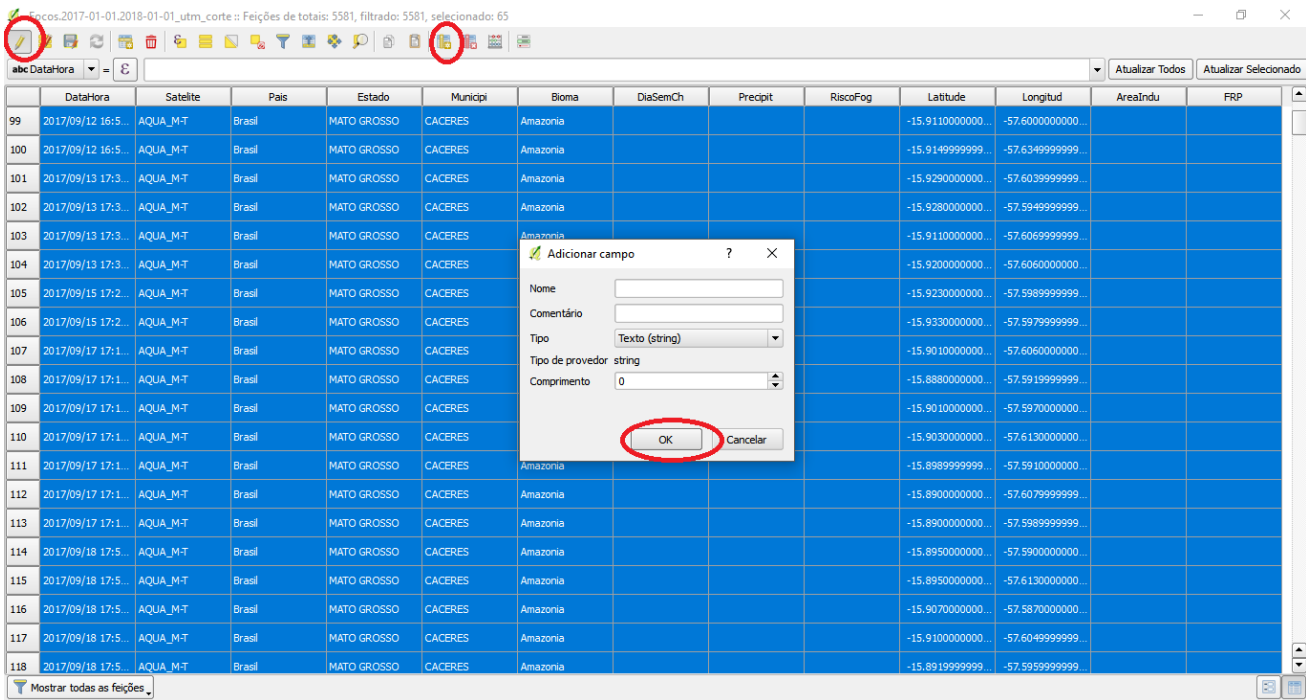 Focos.2017-01-01.2018-01-01_utm_corte :: Feições de totais: 5581, filtrado: 5581, selecionado: 65
abc DataHora = ε Atualizar Todos Atualizar Selecionado
DataHora Satelite Pais Estado Municipi Bioma DiaSemCh Precipit RiscoFog Latitude Longitud AreaIndu FRP
99 2017/09/12 16:5... AQUA_M-T Brasil MATO GROSSO CACERES Amazonia -15.9110000000... -57.6000000000...
100 2017/09/12 16:5... AQUA_M-T Brasil MATO GROSSO CACERES Amazonia -15.9149999999... -57.6349999999...
101 2017/09/13 17:3... AQUA_M-T Brasil MATO GROSSO CACERES Amazonia -15.9290000000... -57.6039999999...
102 2017/09/13 17:3... AQUA_M-T Brasil MATO GROSSO CACERES Amazonia -15.9280000000... -57.5949999999...
103 2017/09/13 17:3... AQUA_M-T Brasil MATO GROSSO CACERES Amazonia -15.9110000000... -57.6069999999...
104 2017/09/13 17:3... AQUA_M-T Brasil MATO GROSSO CACERES -15.9200000000... -57.6060000000...
105 2017/09/15 17:2... AQUA_M-T Brasil MATO GROSSO CACERES -15.9230000000... -57.5989999999...
106 2017/09/15 17:2... AQUA_M-T Brasil MATO GROSSO CACERES -15.9330000000... -57.5979999999...
107 2017/09/17 17:1... AQUA_M-T Brasil MATO GROSSO CACERES -15.9010000000... -57.6060000000...
108 2017/09/17 17:1... AQUA_M-T Brasil MATO GROSSO CACERES -15.8880000000... -57.5919999999...
109 2017/09/17 17:1... AQUA_M-T Brasil MATO GROSSO CACERES -15.9010000000... -57.5970000000...
110 2017/09/17 17:1... AQUA_M-T Brasil MATO GROSSO CACERES -15.9030000000... -57.6130000000...
111 2017/09/17 17:1... AQUA_M-T Brasil MATO GROSSO CACERES Amazonia -15.8989999999... -57.5910000000...
112 2017/09/17 17:1... AQUA_M-T Brasil MATO GROSSO CACERES Amazonia -15.8900000000... -57.6079999999...
113 2017/09/17 17:1... AQUA_M-T Brasil MATO GROSSO CACERES Amazonia -15.8900000000... -57.5989999999...
114 2017/09/18 17:5... AQUA_M-T Brasil MATO GROSSO CACERES Amazonia -15.8950000000... -57.5900000000...
115 2017/09/18 17:5... AQUA_M-T Brasil MATO GROSSO CACERES Amazonia -15.8950000000... -57.6130000000...
116 2017/09/18 17:5... AQUA_M-T Brasil MATO GROSSO CACERES Amazonia -15.9070000000... -57.5870000000...
117 2017/09/18 17:5... AQUA_M-T Brasil MATO GROSSO CACERES Amazonia -15.9100000000... -57.6049999999...
118 2017/09/18 17:5... AQUA_M-T Brasil MATO GROSSO CACERES Amazonia -15.8919999999... -57.5959999999...
Adicionar campo ?
Nome
Comentário
Tipo Texto (string)
Tipo de provedor string
Comprimento 0
OK Cancelar
Mostrar todas as feições